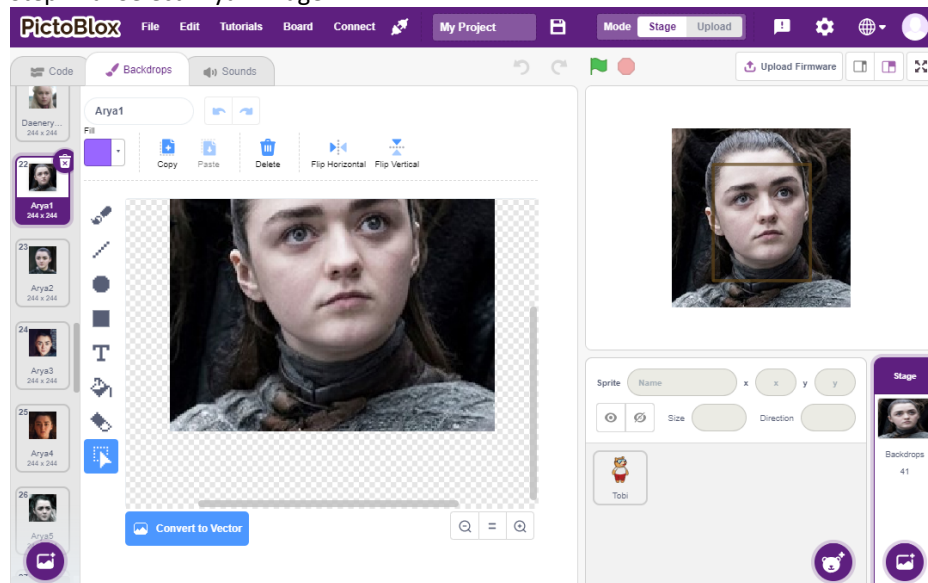 PictoBlox File Edit Tutorials Board Connect My Project Mode Stage Upload
Code Backdrops Sounds Upload Firmware
Daenery...
244 x 244
22
Arya1
244 x 244
23
Arya2
244 x 244
24
Arya3
244 x 244
25
Arya4
244 x 244
26
Arya5
Arya1
Fill
Copy Paste Delete Flip Horizontal Flip Vertical
T
Convert to Vector
Sprite Name x x y y
Size Direction
Tobi
Stage
Backdrops
41